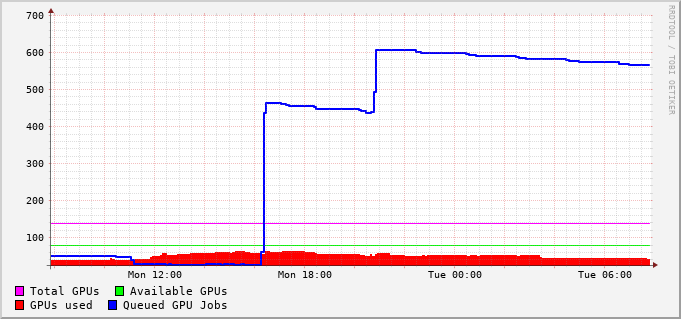 700
600
500
400
300
200
100
Mon 12:00 Mon 18:00 Tue 00:00 Tue 06:00
Total GPUs Available GPUs
GPUs used Queued GPU Jobs
RRDTOOL / TOBI OETIKER